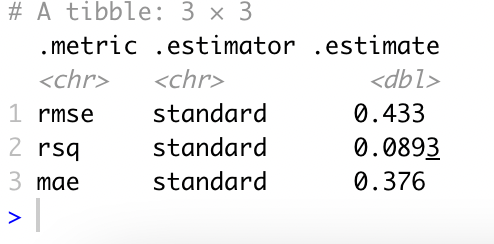 # A tibble: 3 × 3
.metric .estimator .estimate
<chr> <chr> <dbl>
1 rmse standard 0.433
2 rsq standard 0.0893
3 mae standard 0.376
>